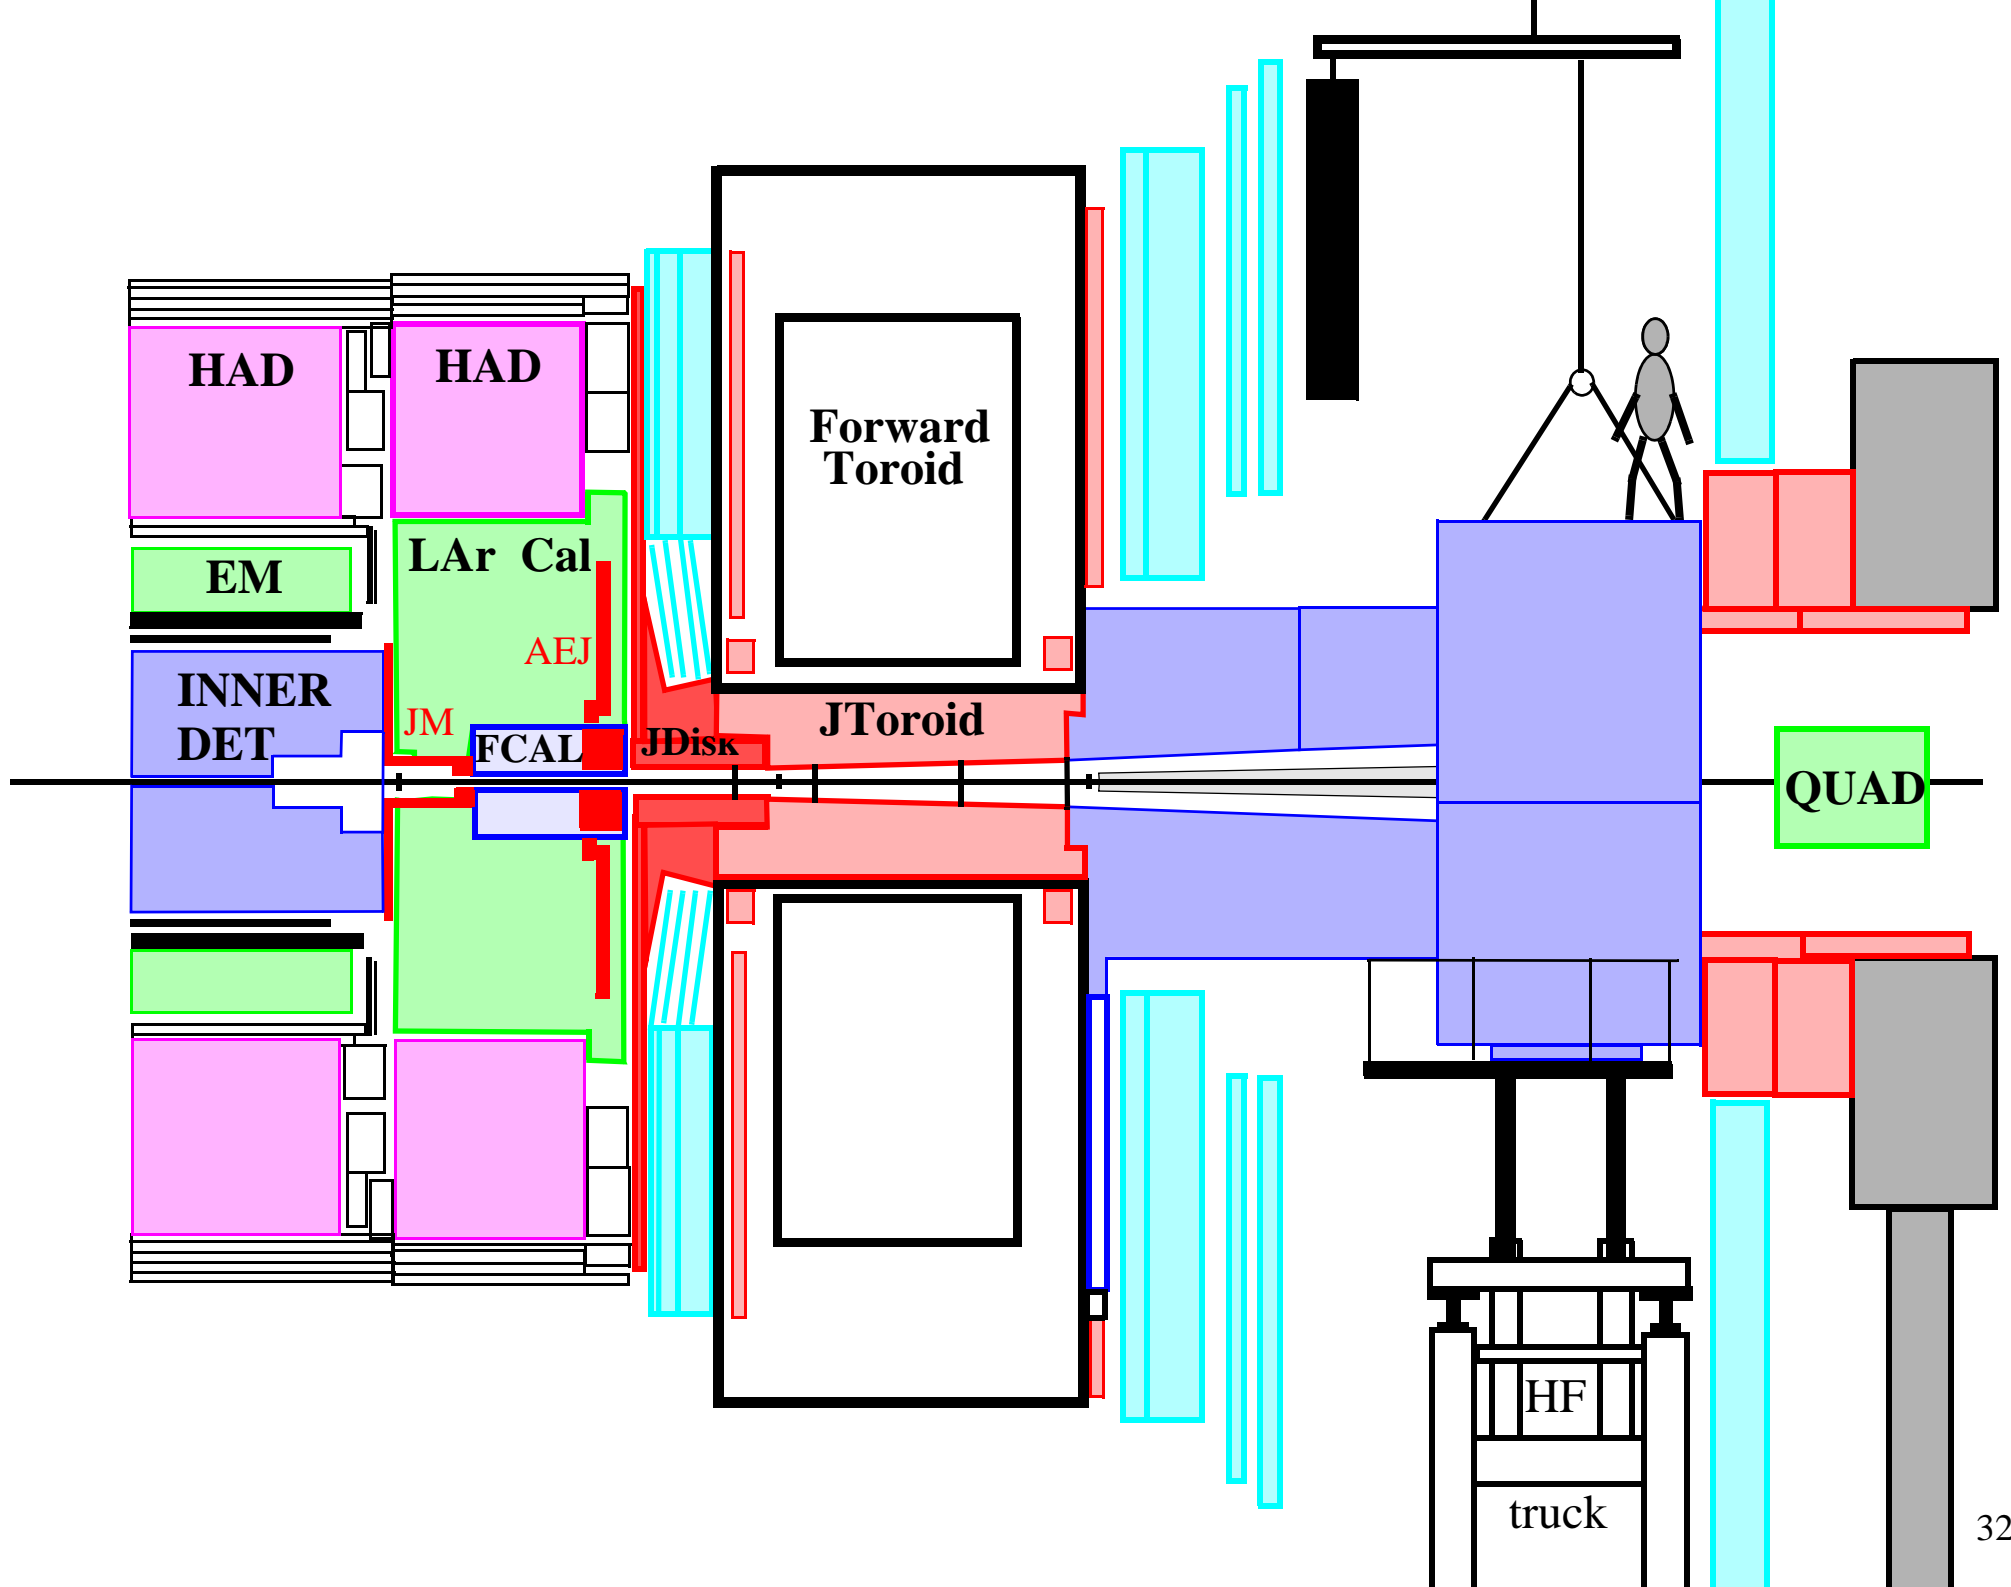 HAD
HAD
Forward
Toroid
LAr Cal
EM
AEJ
INNER
DET
JM
FCAL
JDisk
JToroid
QUAD
HF
truck
32